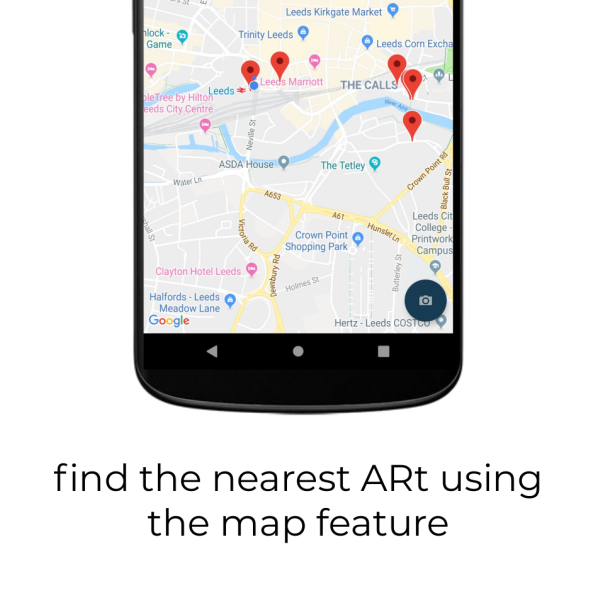 Leeds Kirkgate Market
Trinity Leeds
Leeds Corn Excha
Game
Leeds Marriott
THE CALLS
Leeds
bleTree by Hilton
eeds City Centre
River Aire
Neville St
ASDA House
The Tetley
Crown Point Rd
Water Ln
Black Bull St
A653
A61
Hunslet Ln
Victoria Rd
Leeds Cit
College -
Printwork
Campus
Crown Point
Shopping Park
Dewsbury Rd
Butterley St
Clayton Hotel Leeds
Holmes St
Halfords - Leeds
Meadow Lane
Google
Hertz - Leeds COSTCO
find the nearest ARt using
the map feature